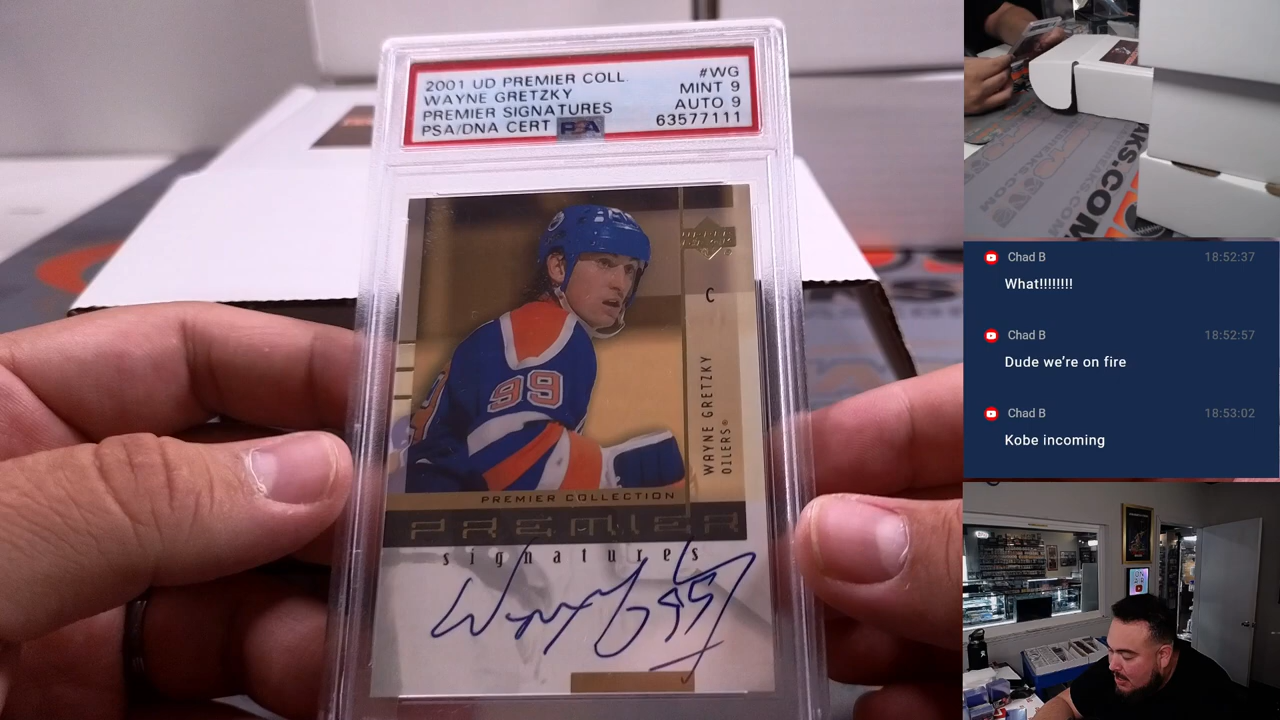 2001 UD PREMIER COLL. #WG
WAYNE GRETZKY MINT 9
PREMIER SIGNATURES AUTO 9
PSA/DNA CERT PSA 63577111
UPPER DECK
C
WAYNE GRETZKY
OILERS®
99
PREMIER COLLECTION
PREMIER
signatures
Chad B 18:52:37
What!!!!!!!!
Chad B 18:52:57
Dude we're on fire
Chad B 18:53:02
Kobe incoming